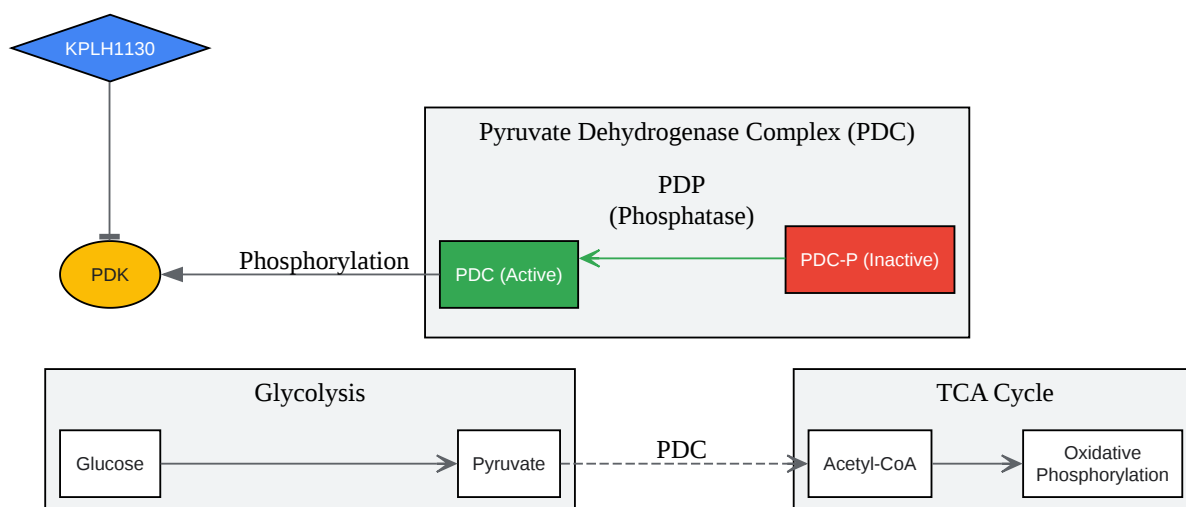 KPLH1130
Pyruvate Dehydrogenase Complex (PDC)
PDP
(Phosphatase)
PDK
Phosphorylation
PDC (Active)
PDC-P (Inactive)
Glycolysis
TCA Cycle
Glucose
Pyruvate
PDC
Acetyl-CoA
Oxidative
Phosphorylation